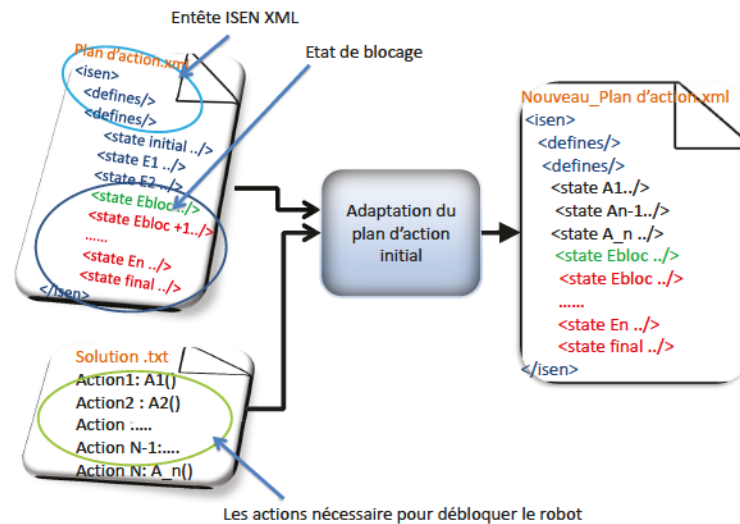 Entête ISEN XML
Etat de blocage
Plan d'action.xml
<isen>
<defines/>
<defines/>
<state initial ../>
<state E1 ../>
<state E2 ../>
<state Ebloc ../>
<state Ebloc +1../>
......
<state En ../>
<state final ../>
</isen>
Adaptation du
plan d'action
initial
Nouveau_Plan d'action.xml
<isen>
<defines/>
<defines/>
<state A1../>
<state An-1../>
<state A_n ../>
<state Ebloc ../>
<state Ebloc ../>
......
<state En ../>
<state final ../>
</isen>
Solution .txt
Action1: A1()
Action2 : A2()
Action :.....
Action N-1:....
Action N: A_n()
Les actions nécessaire pour débloquer le robot